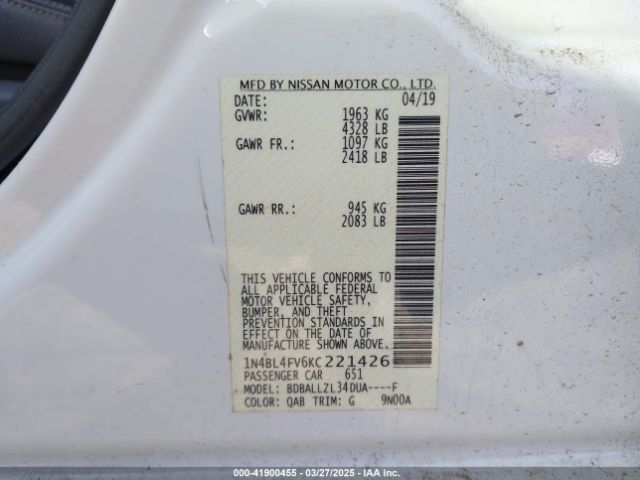 MFD BY NISSAN MOTOR CO., LTD.
DATE: 04/19
GVWR: 1963 KG
4328 LB
GAWR FR.: 1097 KG
2418 LB
GAWR RR.: 945 KG
2083 LB
THIS VEHICLE CONFORMS TO
ALL APPLICABLE FEDERAL
MOTOR VEHICLE SAFETY,
BUMPER, AND THEFT
PREVENTION STANDARDS IN
EFFECT ON THE DATE OF
MANUFACTURE SHOWN ABOVE.
1N4BL4FV6KC221426
PASSENGER CAR 651
MODEL: BDBALLZL34DUA----F
COLOR: QAB TRIM: G 9N00A
000-41900455 - 03/27/2025 - IAA Inc.